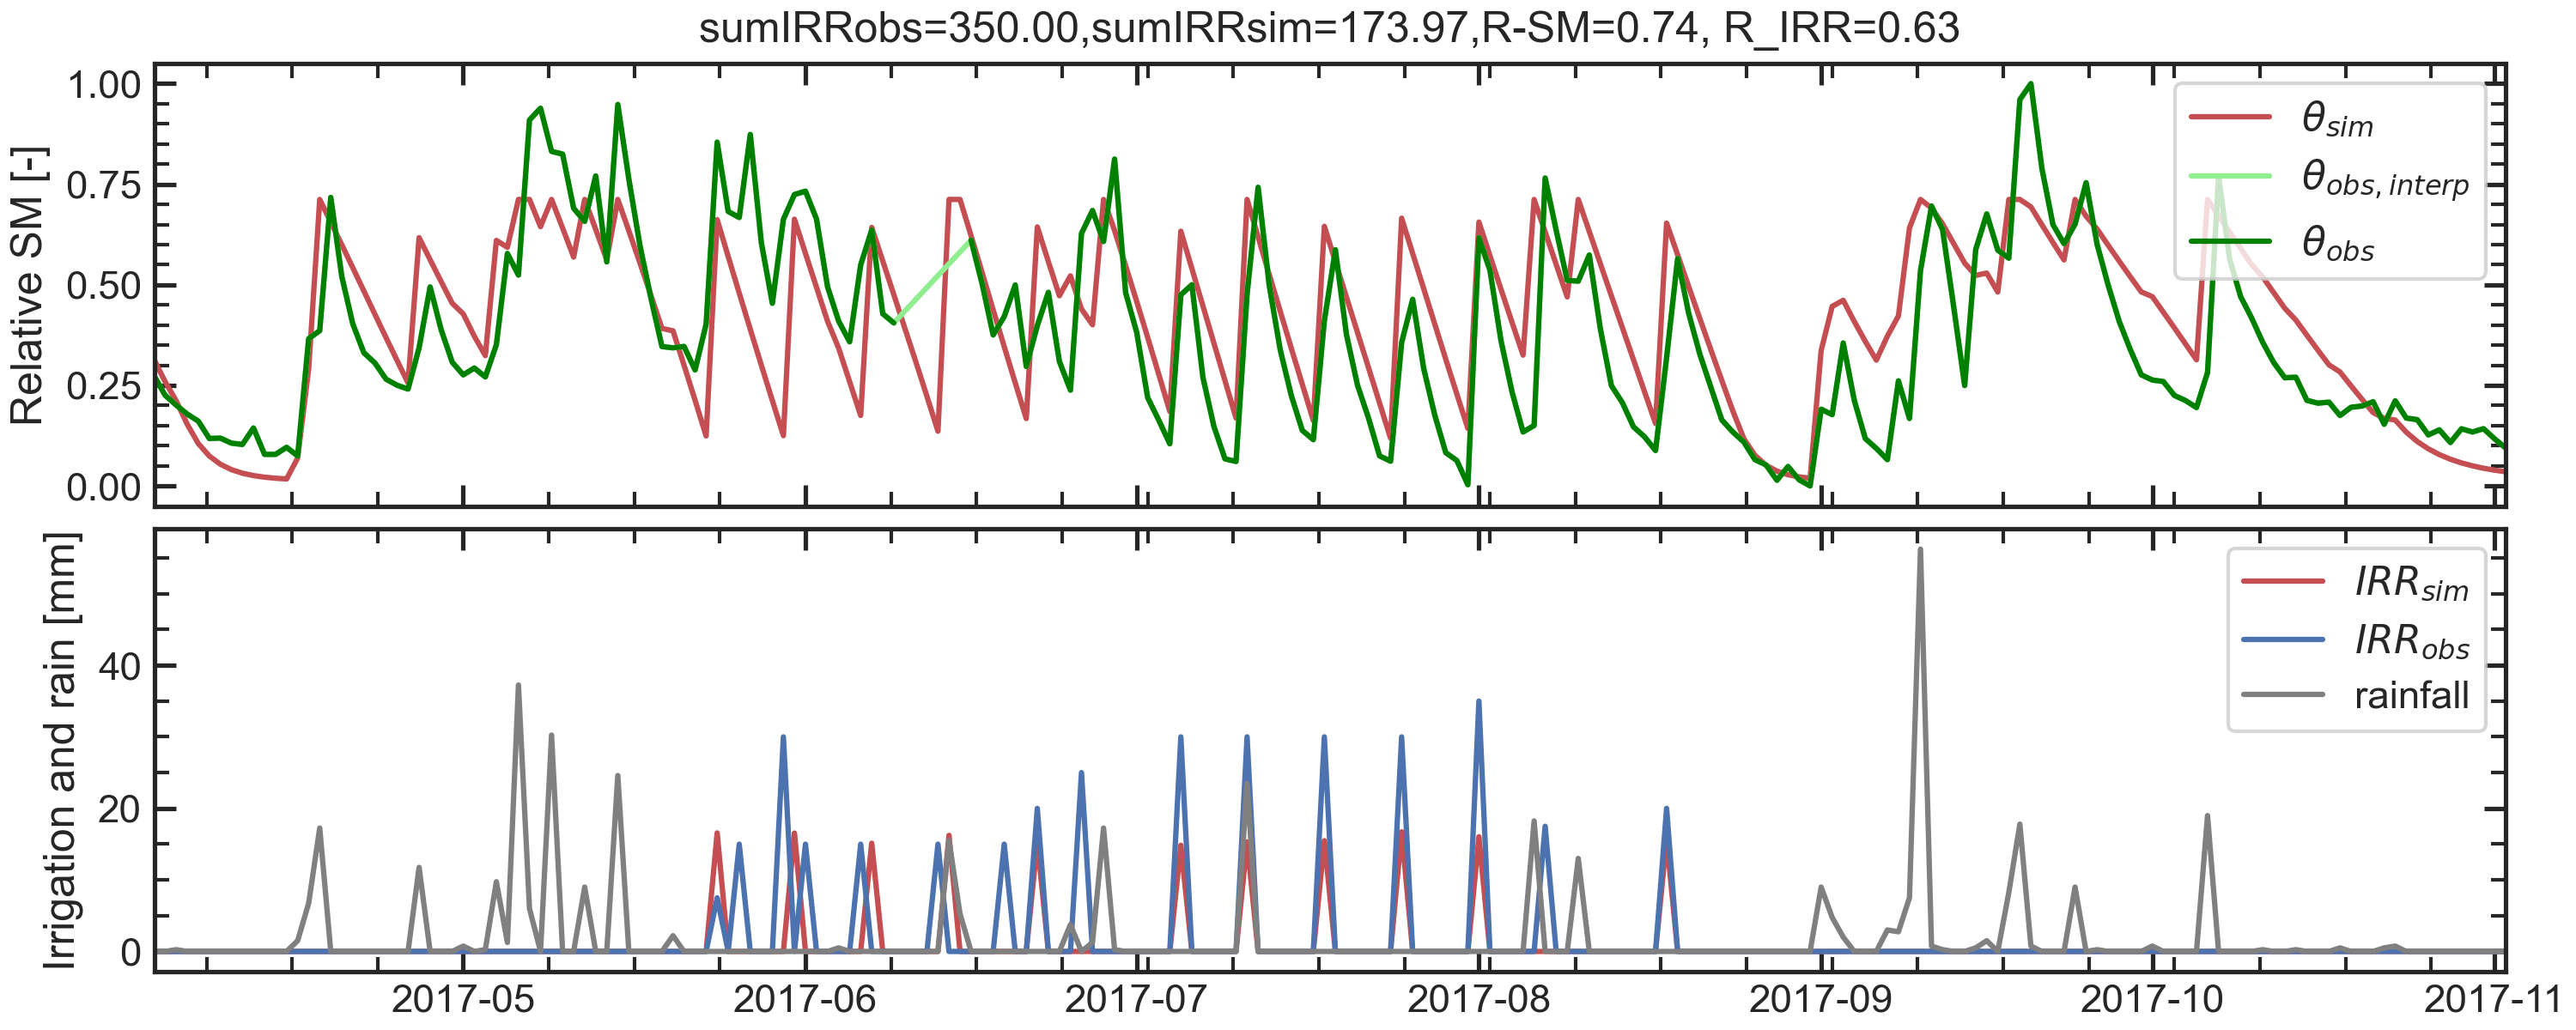 sumIRRobs=350.00,sumIRRsim=173.97,R-SM=0.74, R_IRR=0.63
Relative SM [-]
1.00
0.75
0.50
0.25
0.00
θsim
θobs,interp
θobs
Irrigation and rain [mm]
40
20
0
IRRsim
IRRobs
rainfall
2017-05
2017-06
2017-07
2017-08
2017-09
2017-10
2017-11